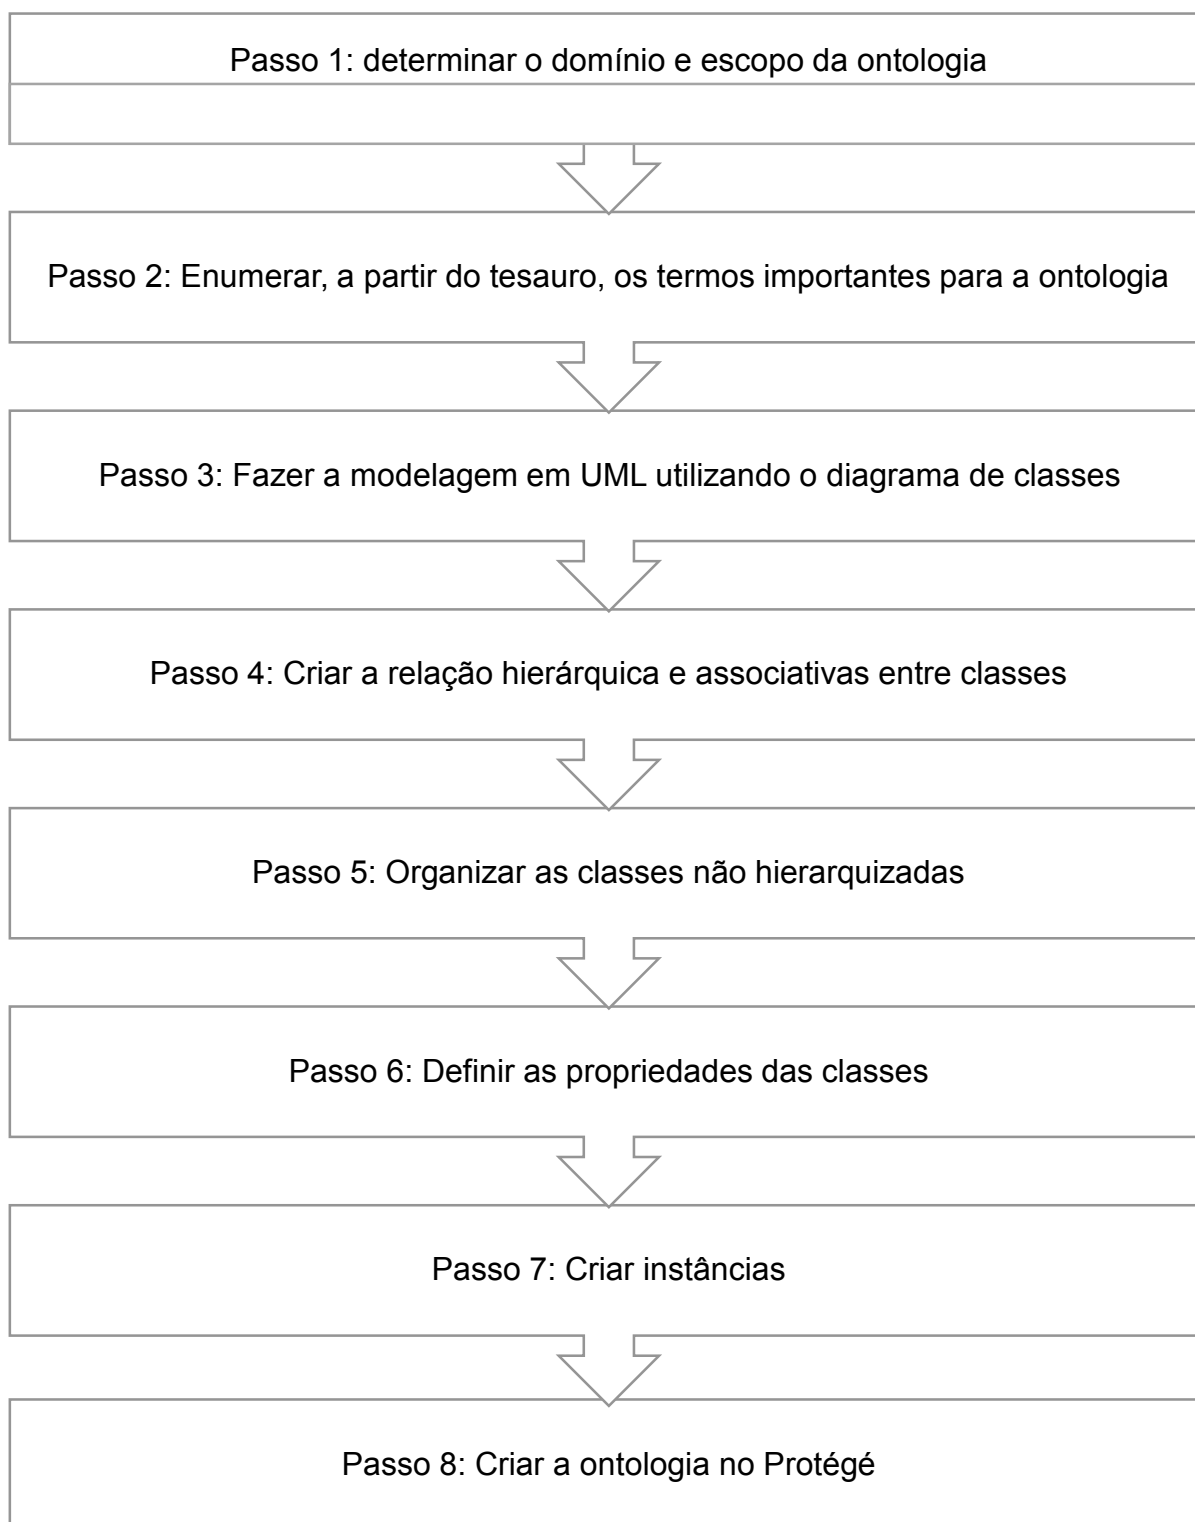 Passo 1: determinar o domínio e escopo da ontologia
Passo 2: Enumerar, a partir do tesauro, os termos importantes para a ontologia
Passo 3: Fazer a modelagem em UML utilizando o diagrama de classes
Passo 4: Criar a relação hierárquica e associativas entre classes
Passo 5: Organizar as classes não hierarquizadas
Passo 6: Definir as propriedades das classes
Passo 7: Criar instâncias
Passo 8: Criar a ontologia no Protégé